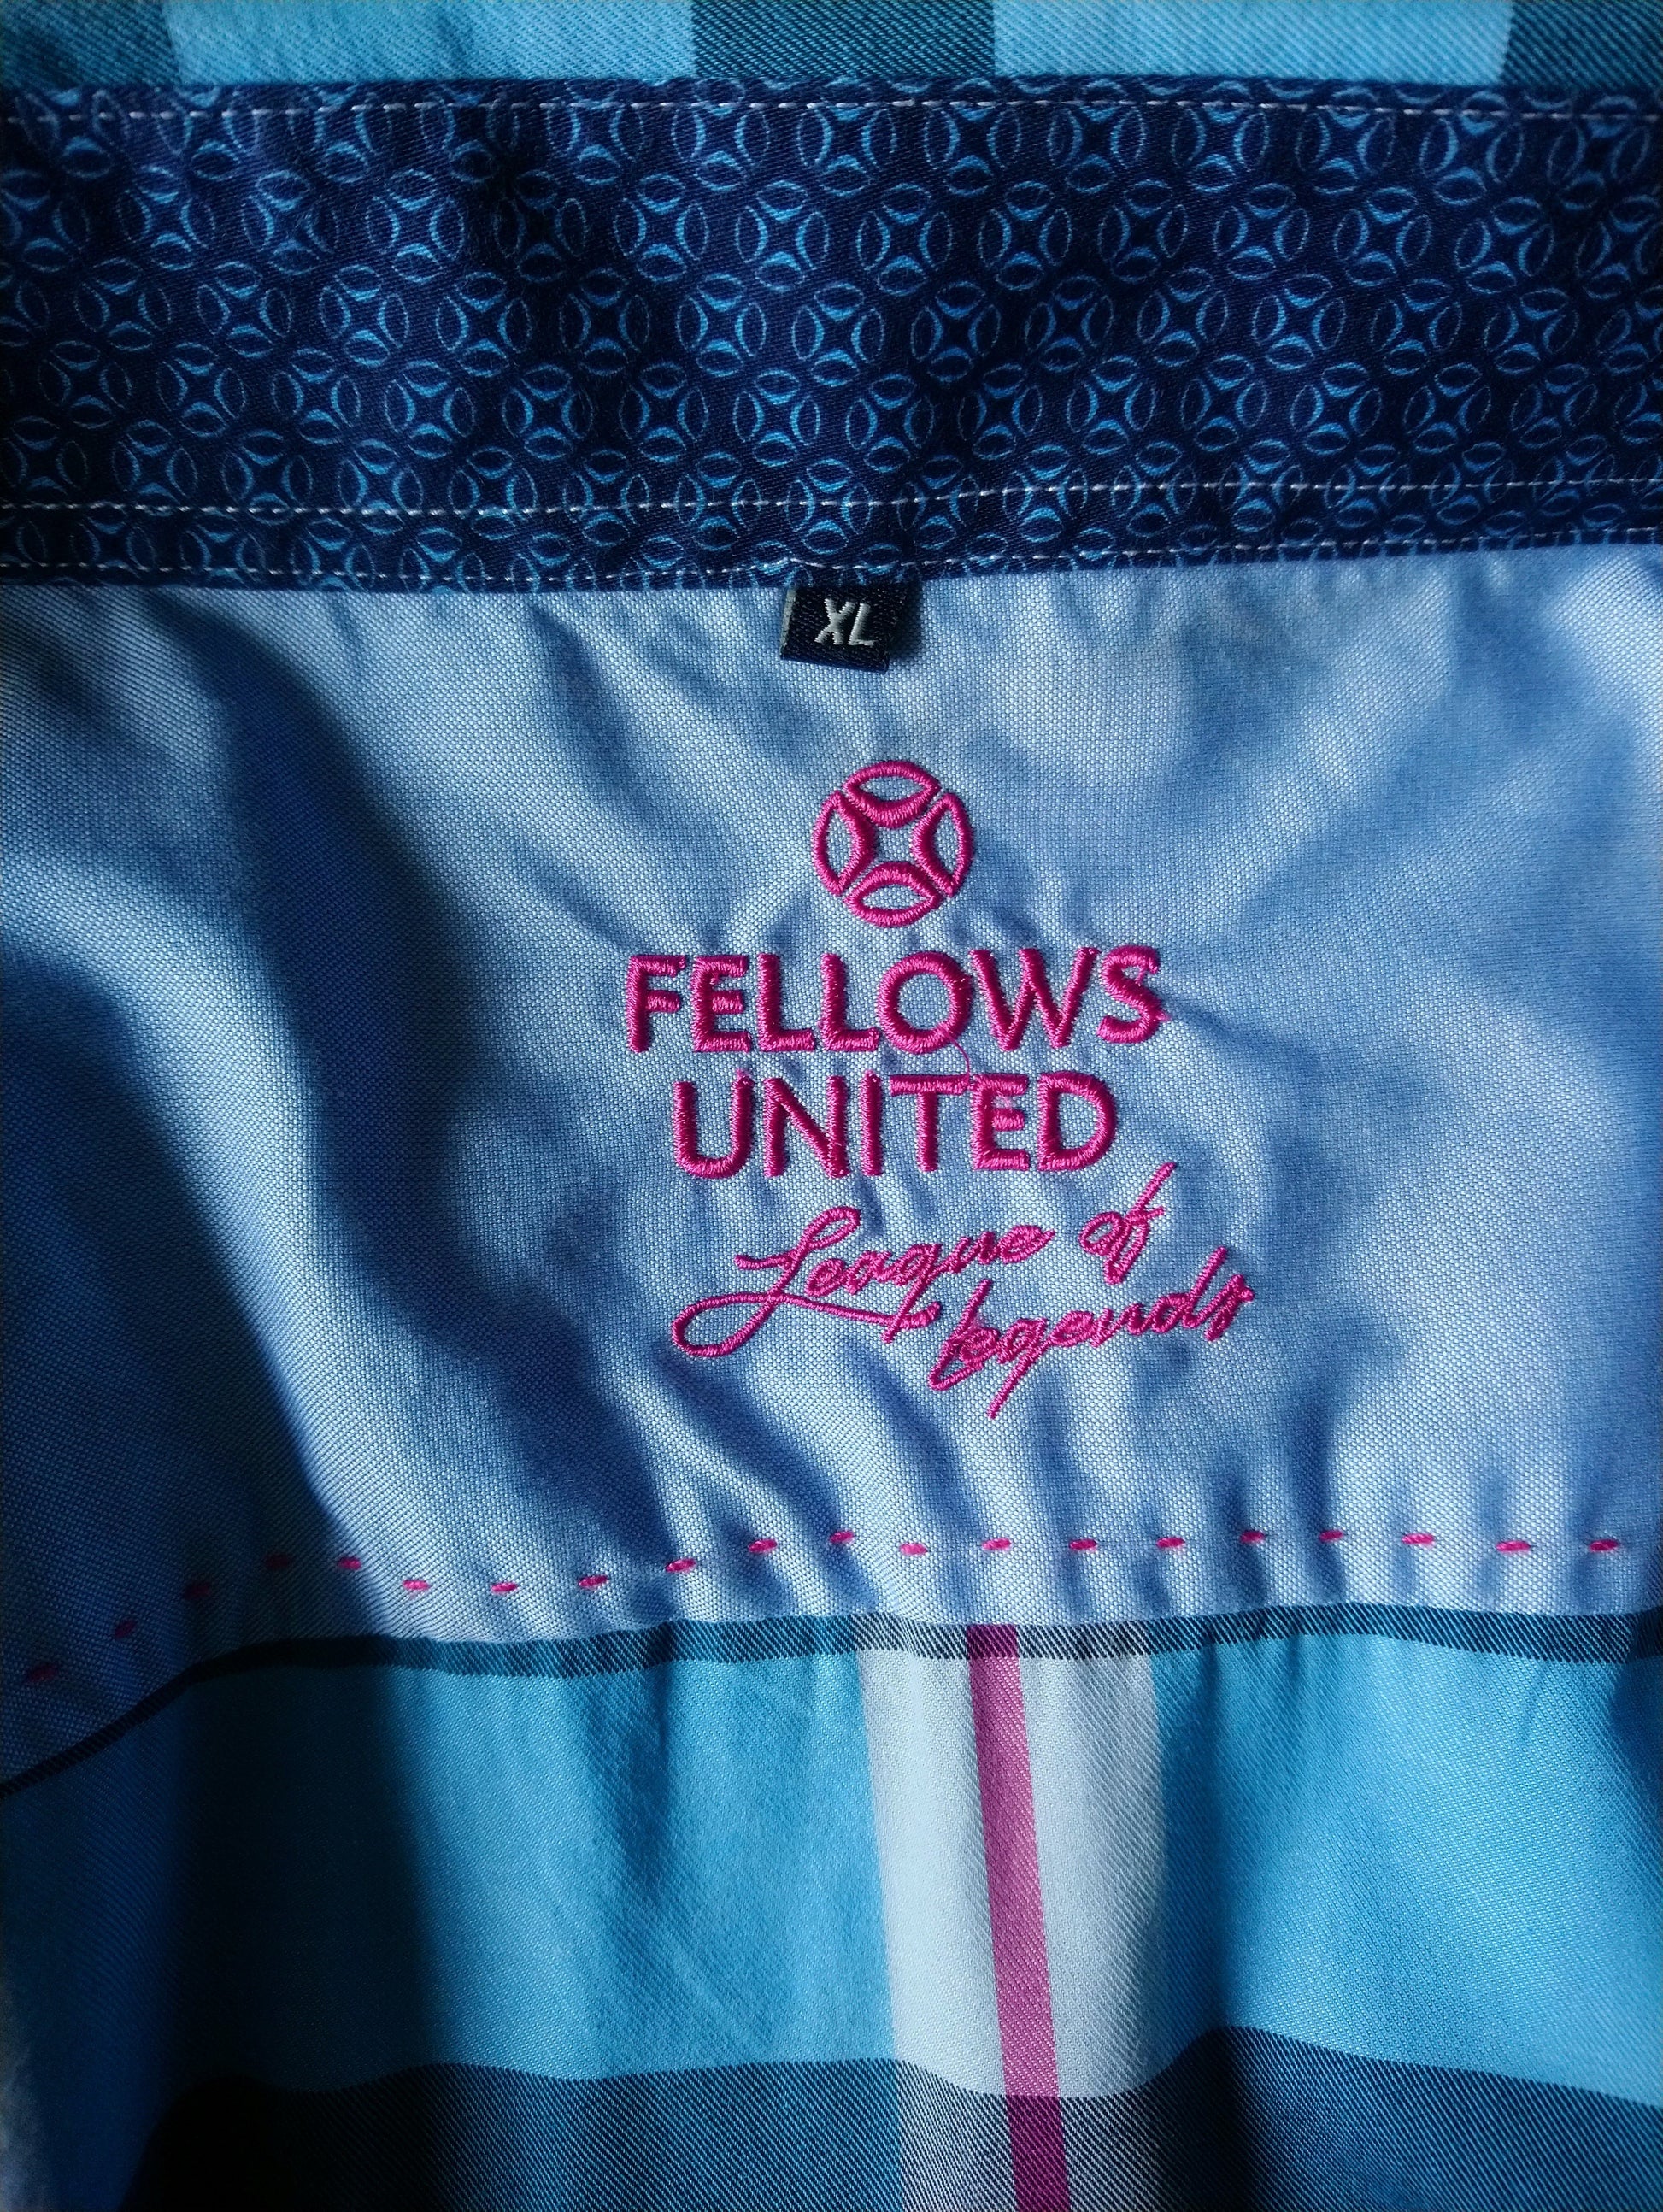 XL
FELLOWS
UNITED
League of
Legends